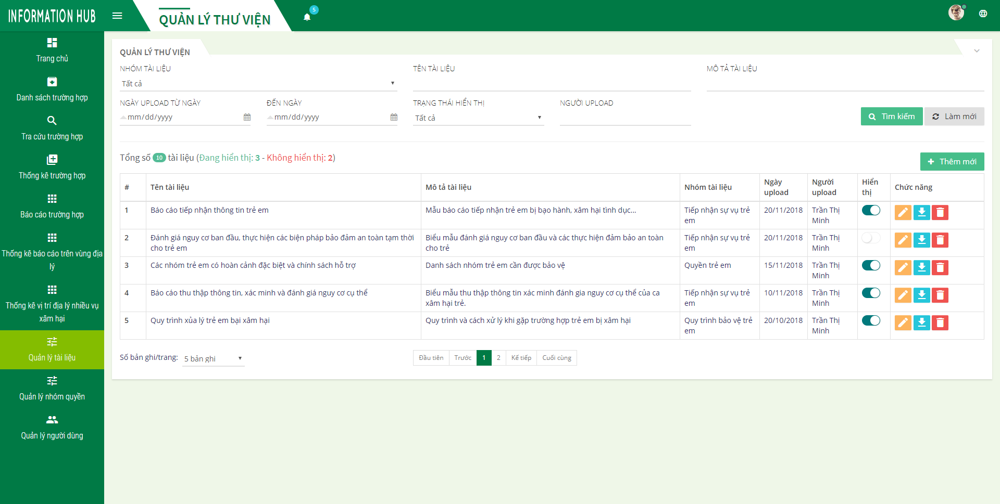 INFORMATION HUB
QUẢN LÝ THƯ VIỆN
5
Trang chủ
Danh sách trường hợp
Tra cứu trường hợp
Thống kê trường hợp
Báo cáo trường hợp
Thống kê báo cáo trên vùng địa
lý
Thống kê vị trí địa lý nhiều vụ
xâm hại
Quản lý tài liệu
Quản lý nhóm quyền
Quản lý người dùng
QUẢN LÝ THƯ VIỆN
NHÓM TÀI LIỆU
Tất cả
TÊN TÀI LIỆU
MÔ TẢ TÀI LIỆU
NGÀY UPLOAD TỪ NGÀY
mm/dd/yyyy
ĐẾN NGÀY
mm/dd/yyyy
TRẠNG THÁI HIỂN THỊ
Tất cả
NGƯỜI UPLOAD
Tìm kiếm
Làm mới
Tổng số 10 tài liệu (Đang hiển thị: 3 - Không hiển thị: 2)
Thêm mới
#
Tên tài liệu
Mô tả tài liệu
Nhóm tài liệu
Ngày
upload
Người
upload
Hiển
thị
Chức năng
1
Báo cáo tiếp nhận thông tin trẻ em
Mẫu báo cáo tiếp nhận trẻ em bị bạo hành, xâm hại tình dục...
Tiếp nhận sự vụ trẻ
em
20/11/2018
Trần Thị
Minh
2
Đánh giá nguy cơ ban đầu, thực hiện các biện pháp bảo đảm an toàn tạm thời
cho trẻ em
Biểu mẫu đánh giá nguy cơ ban đầu và các thực hiện đảm bảo an toàn
cho trẻ
Tiếp nhận sự vụ trẻ
em
20/11/2018
Trần Thị
Minh
3
Các nhóm trẻ em có hoàn cảnh đặc biệt và chính sách hỗ trợ
Danh sách nhóm trẻ em cần được bảo vệ
Quyền trẻ em
15/11/2018
Trần Thị
Minh
4
Báo cáo thu thập thông tin, xác minh và đánh giá nguy cơ cụ thể
Biểu mẫu thu thập thông tin xác minh đánh gia nguy cơ cụ thể của ca
xâm hại trẻ.
Tiếp nhận sự vụ trẻ
em
10/11/2018
Trần Thị
Minh
5
Quy trình xủa lý trẻ em bại xâm hại
Quy trình và cách xử lý khi gặp trường hợp trẻ em bị xâm hại
Quy trình bảo vệ trẻ
em
20/10/2018
Trần Thị
Minh
Số bản ghi/trang:
5 bản ghi
Đầu tiên
Trước
1
2
Kế tiếp
Cuối cùng